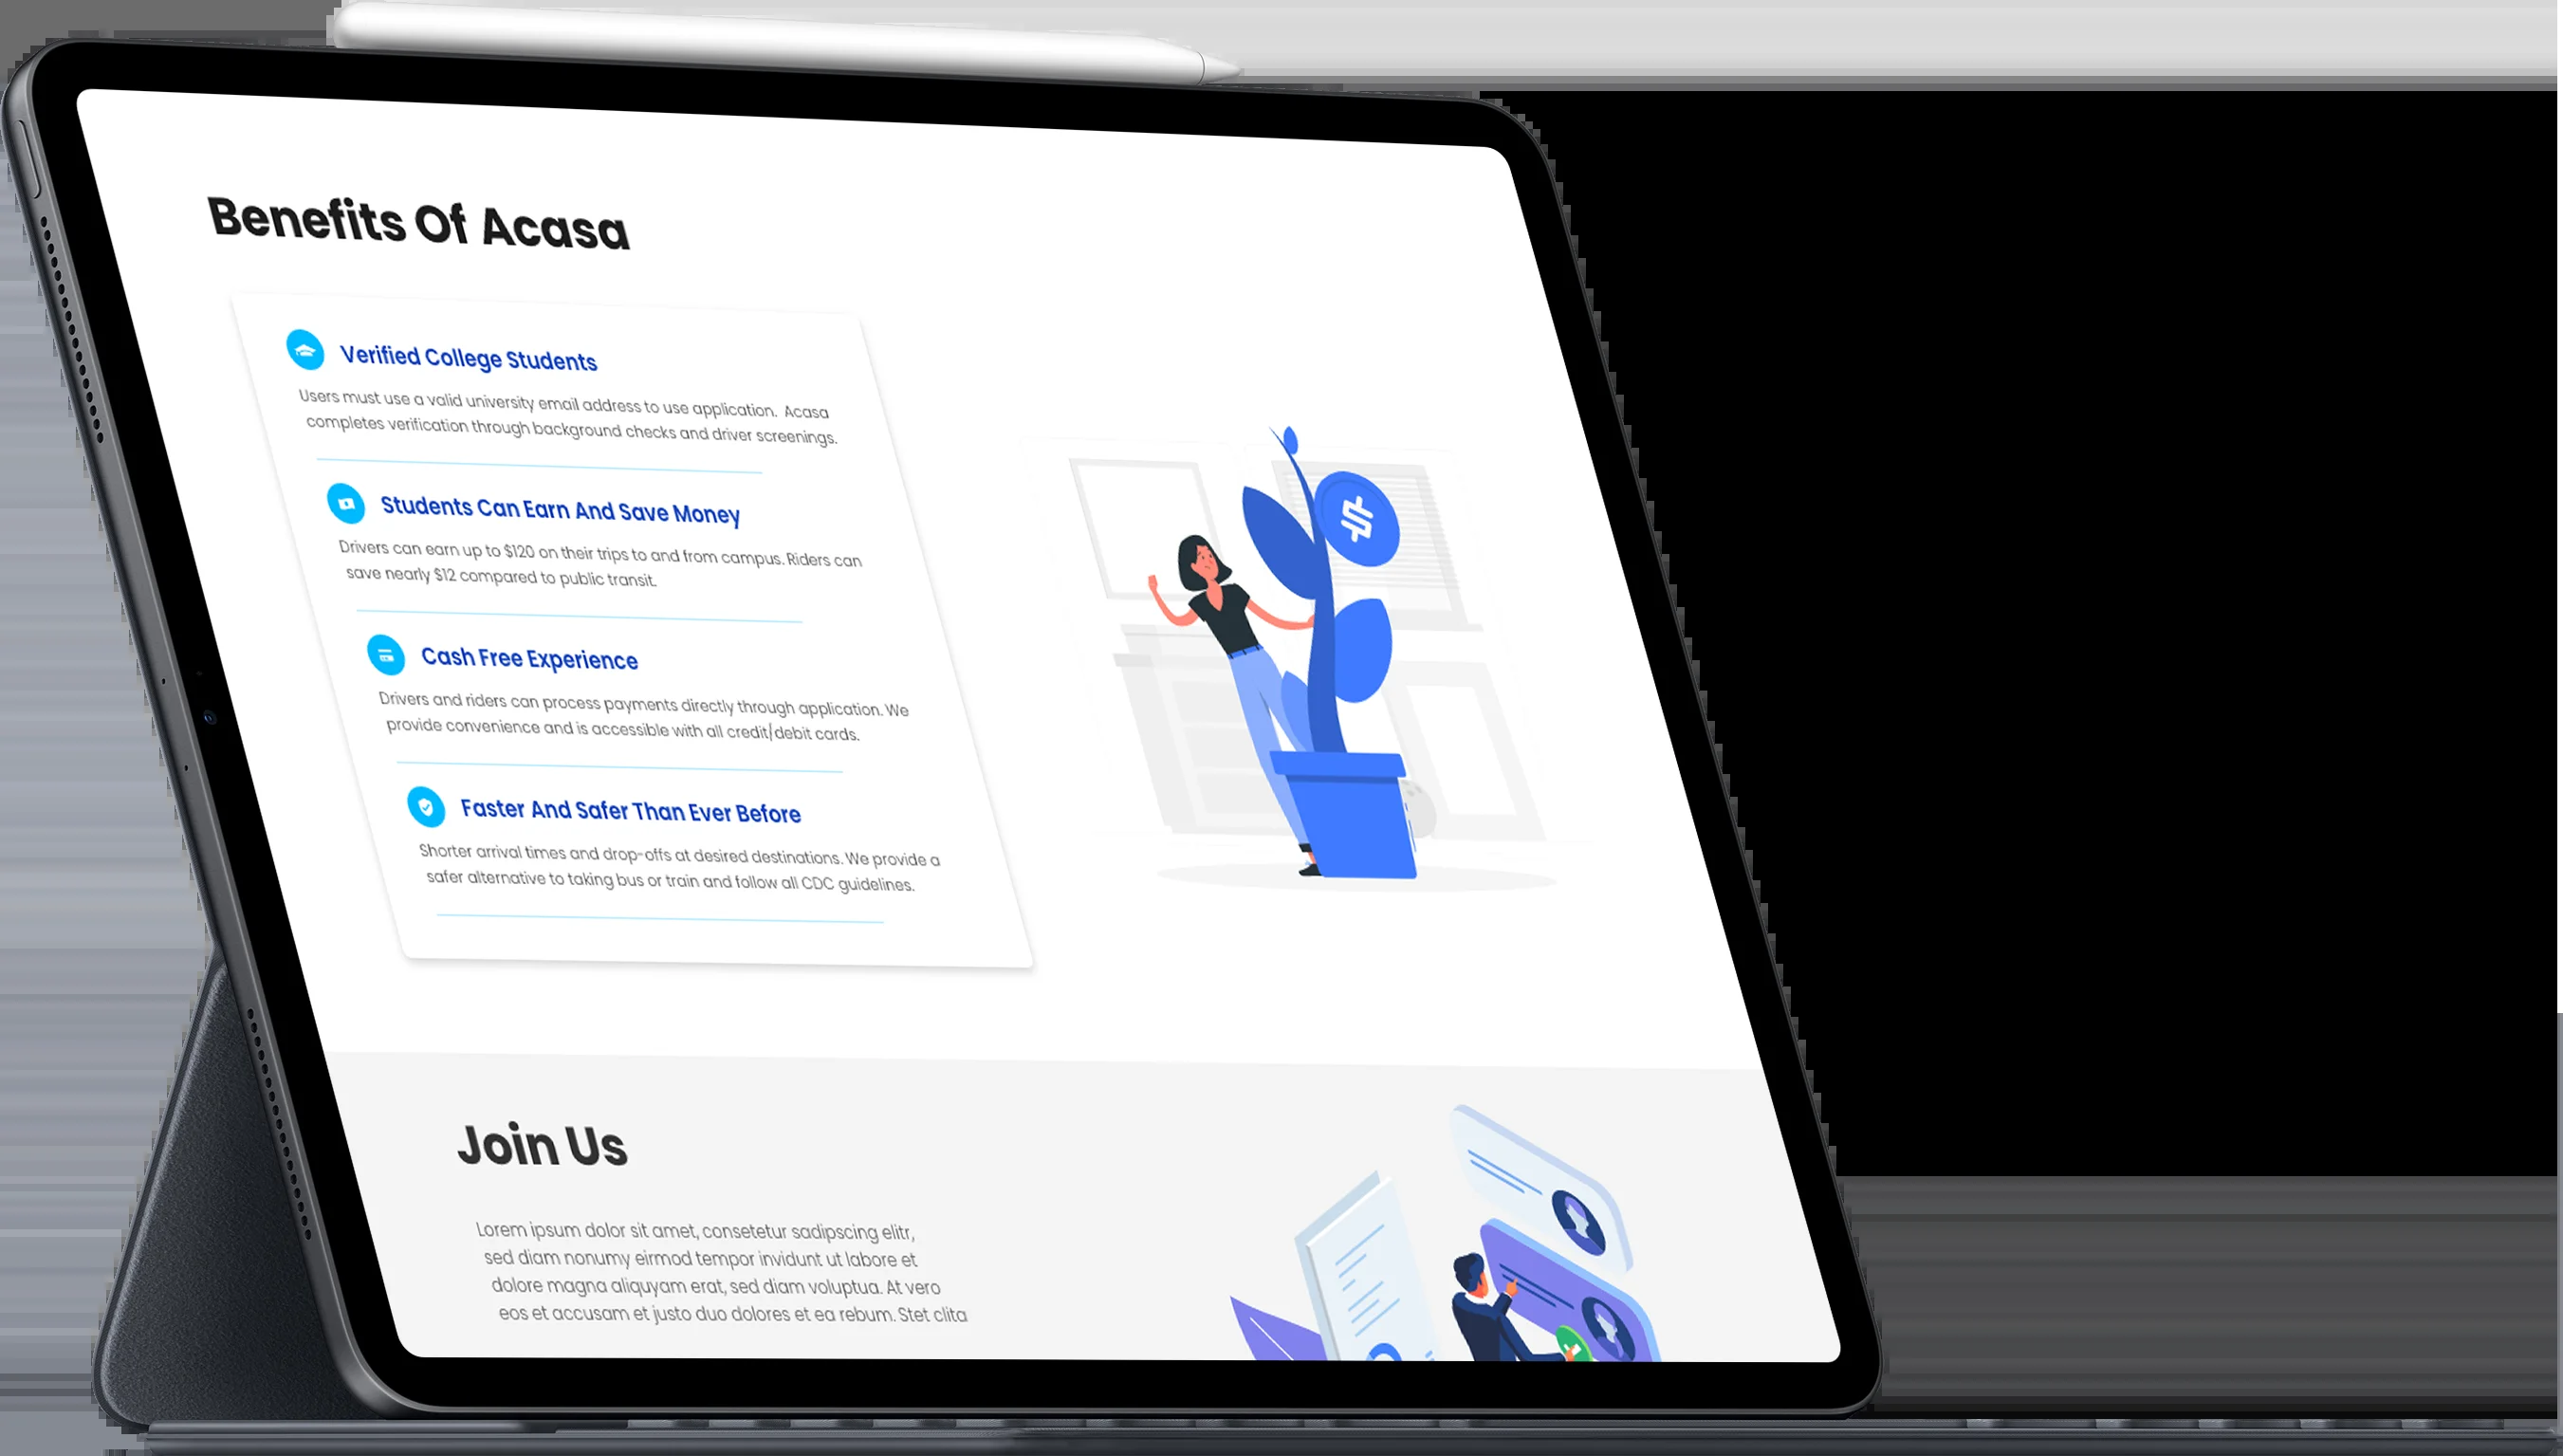 Benefits Of Acasa
Verified College Students
Users must use a valid university email address to use application. Acasa
completes verification through background checks and driver screenings.
Students Can Earn And Save Money
Drivers can earn up to $120 on their trips to and from campus. Riders can
save nearly $12 compared to public transit.
Cash Free Experience
Drivers and riders can process payments directly through application. We
provide convenience and is accessible with all credit/debit cards.
Faster And Safer Than Ever Before
Shorter arrival times and drop-offs at desired destinations. We provide a
safer alternative to taking bus or train and follow all CDC guidelines.
$
Join Us
Lorem ipsum dolor sit amet, consetetur sadipscing elitr,
sed diam nonumy eirmod tempor invidunt ut labore et
dolore magna aliquyam erat, sed diam voluptua. At vero
eos et accusam et justo duo dolores et ea rebum. Stet clita